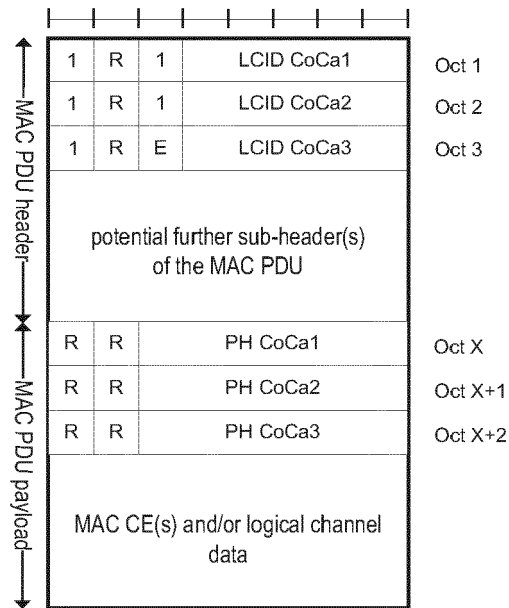 1 R 1 LCID CoCa1 Oct 1
1 R 1 LCID CoCa2 Oct 2
1 R E LCID CoCa3 Oct 3
MAC PDU header
potential further sub-header(s)
of the MAC PDU
R R PH CoCa1 Oct X
R R PH CoCa2 Oct X+1
R R PH CoCa3 Oct X+2
MAC PDU payload
MAC CE(s) and/or logical channel
data